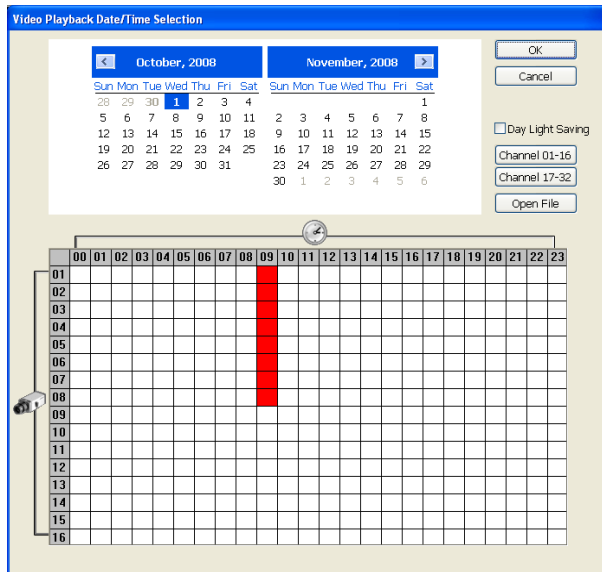 Video Playback Date/Time Selection
October, 2008 November, 2008
Sun Mon Tue Wed Thu Fri Sat Sun Mon Tue Wed Thu Fri Sat
28 29 30 1 2 3 4 1
5 6 7 8 9 10 11 2 3 4 5 6 7 8
12 13 14 15 16 17 18 9 10 11 12 13 14 15
19 20 21 22 23 24 25 16 17 18 19 20 21 22
26 27 28 29 30 31 23 24 25 26 27 28 29
30 1 2 3 4 5 6
OK
Cancel
Day Light Saving
Channel 01-16
Channel 17-32
Open File
00 01 02 03 04 05 06 07 08 09 10 11 12 13 14 15 16 17 18 19 20 21 22 23
01
02
03
04
05
06
07
08
09
10
11
12
13
14
15
16